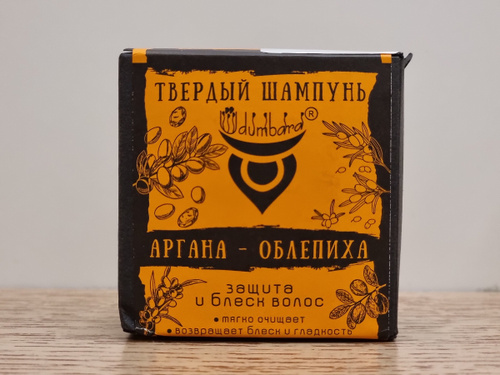 ТВЕРДЫЙ ШАМПУНЬ
dumbara ®
АРГАНА - ОБЛЕПИХА
защита
и блеск волос
• мягко очищает
• возвращает блеск и гладкость